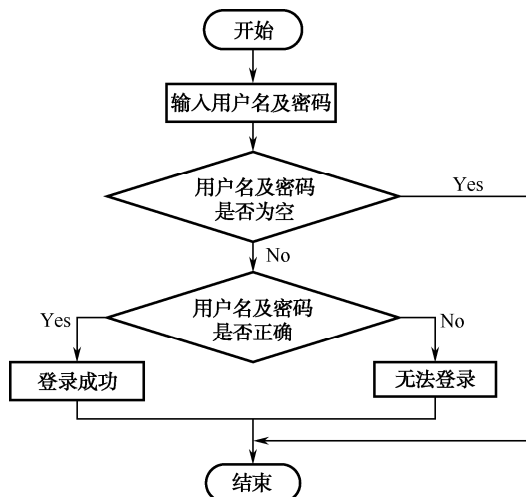 开始
输入用户名及密码
用户名及密码
是否为空
Yes
No
用户名及密码
是否正确
Yes
No
登录成功
无法登录
结束